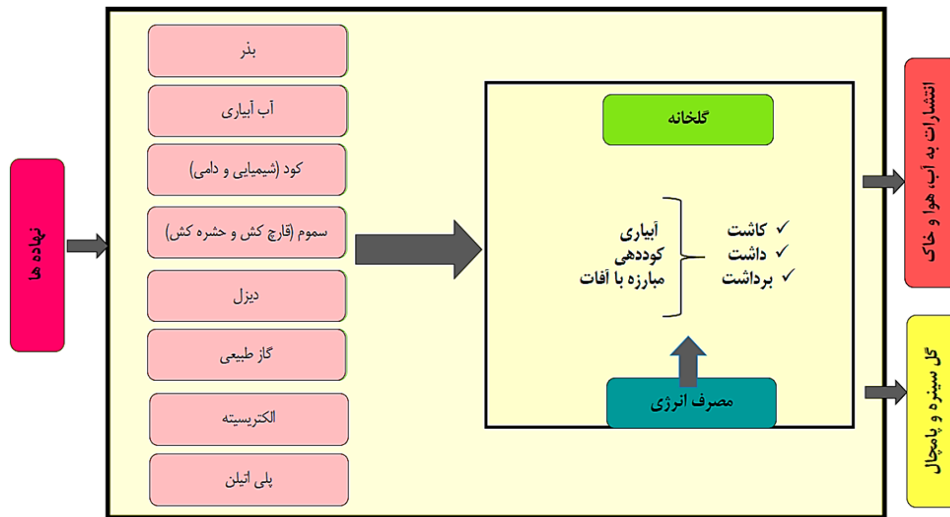 نهاده ها
بذر
آب آبیاری
کود (شیمیایی و دامی)
سموم (قارچ کش و حشره کش)
دیزل
گاز طبیعی
الکتریسیته
پلی اتیلن
گلخانه
✓ کاشت
✓ داشت
✓ برداشت
آبیاری
کوددهی
مبارزه با آفات
مصرف انرژی
انتشارات به آب، هوا و خاک
گل سینره و پامچال